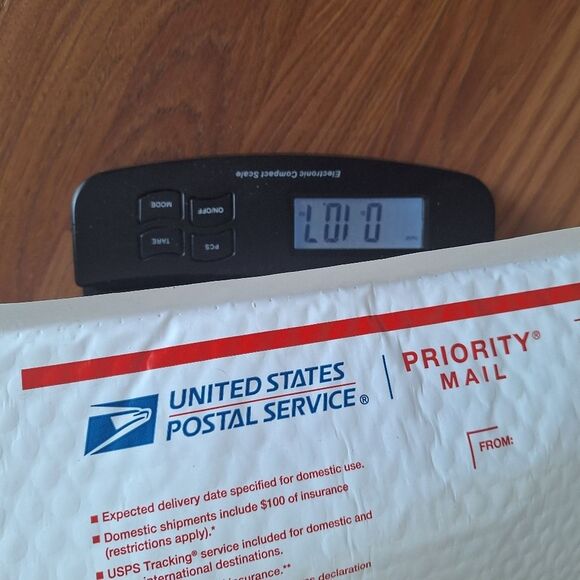 Electronic Compact Scale
PCS TARE
ON/OFF MODE
UNITED STATES
POSTAL SERVICE®
PRIORITY®
MAIL
FROM:
■ Expected delivery date specified for domestic use.
■ Domestic shipments include $100 of insurance
(restrictions apply).*
■ USPS Tracking® service included for domestic and
international destinations.
insurance.**
declaration